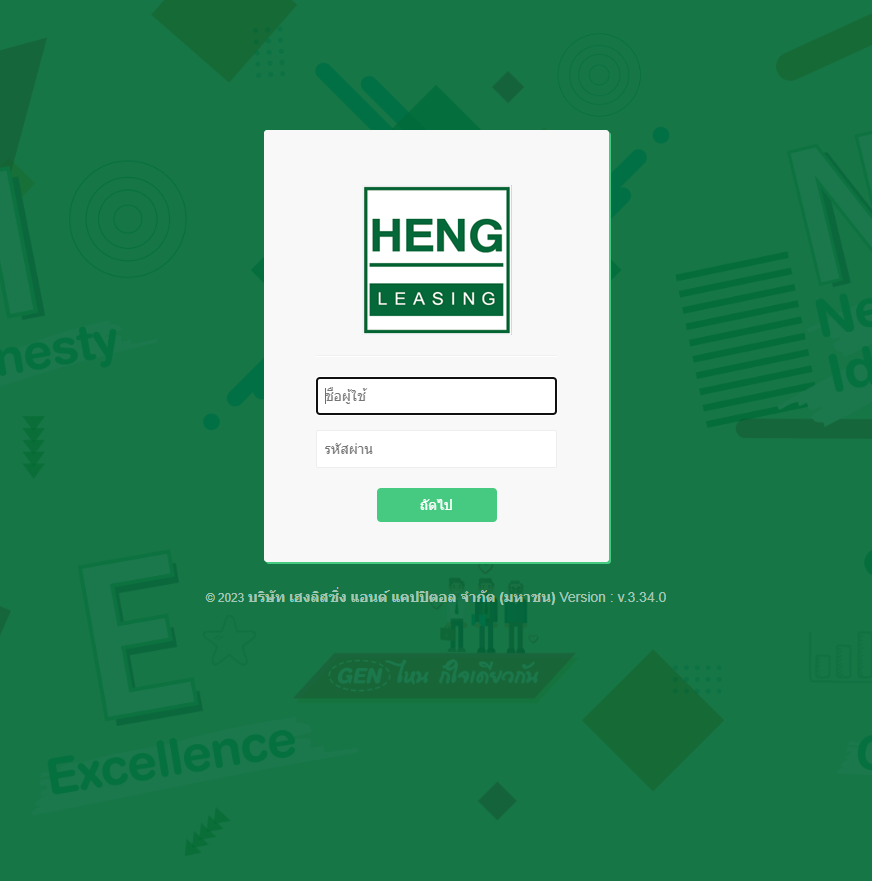 HENG
LEASING
nesty
Ne
Id
ชื่อผู้ใช้
รหัสผ่าน
ถัดไป
© 2023 บริษัท เฮงลิสซิ่ง แอนด์ แคปปิตอล จำกัด (มหาชน) Version : v.3.34.0
E
GEN ไหน ก็ใจเดียวกัน
Excellence